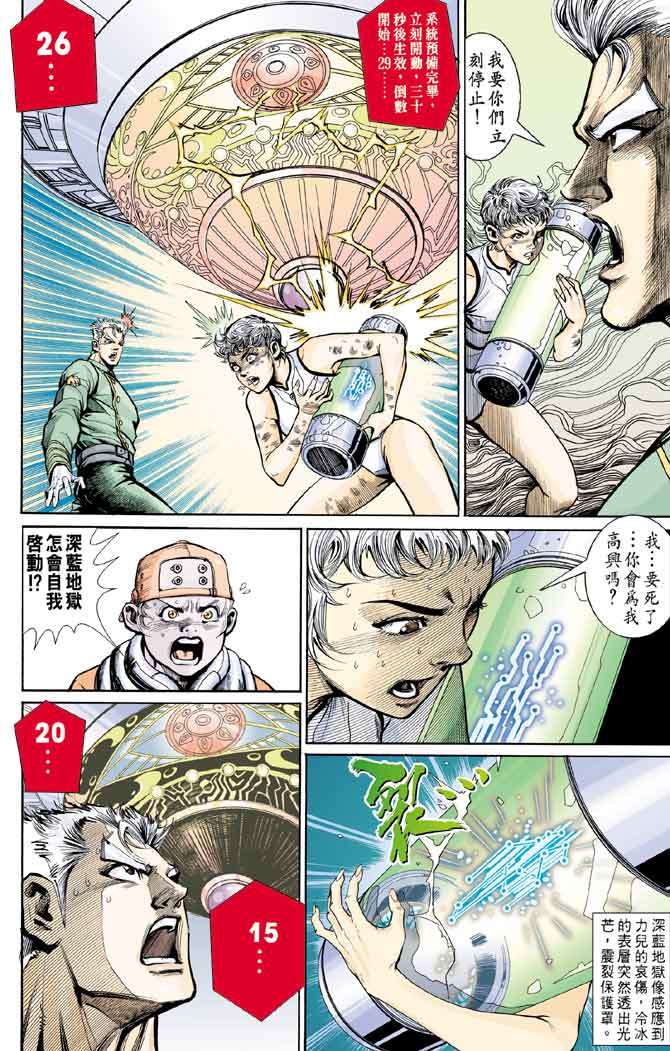 我要你們立
刻停止！
系統預備完畢，
立刻開動，三十
秒後生效，倒數
開始…29……
26
…
我…要死了
…你會為我
高興嗎？
深藍地獄
怎會自我
啓動!?
裂…
深藍地獄像感應到
力兒的哀傷，冷冰
的表層突然透出光
芒，震裂保護罩。
20
…
15
…